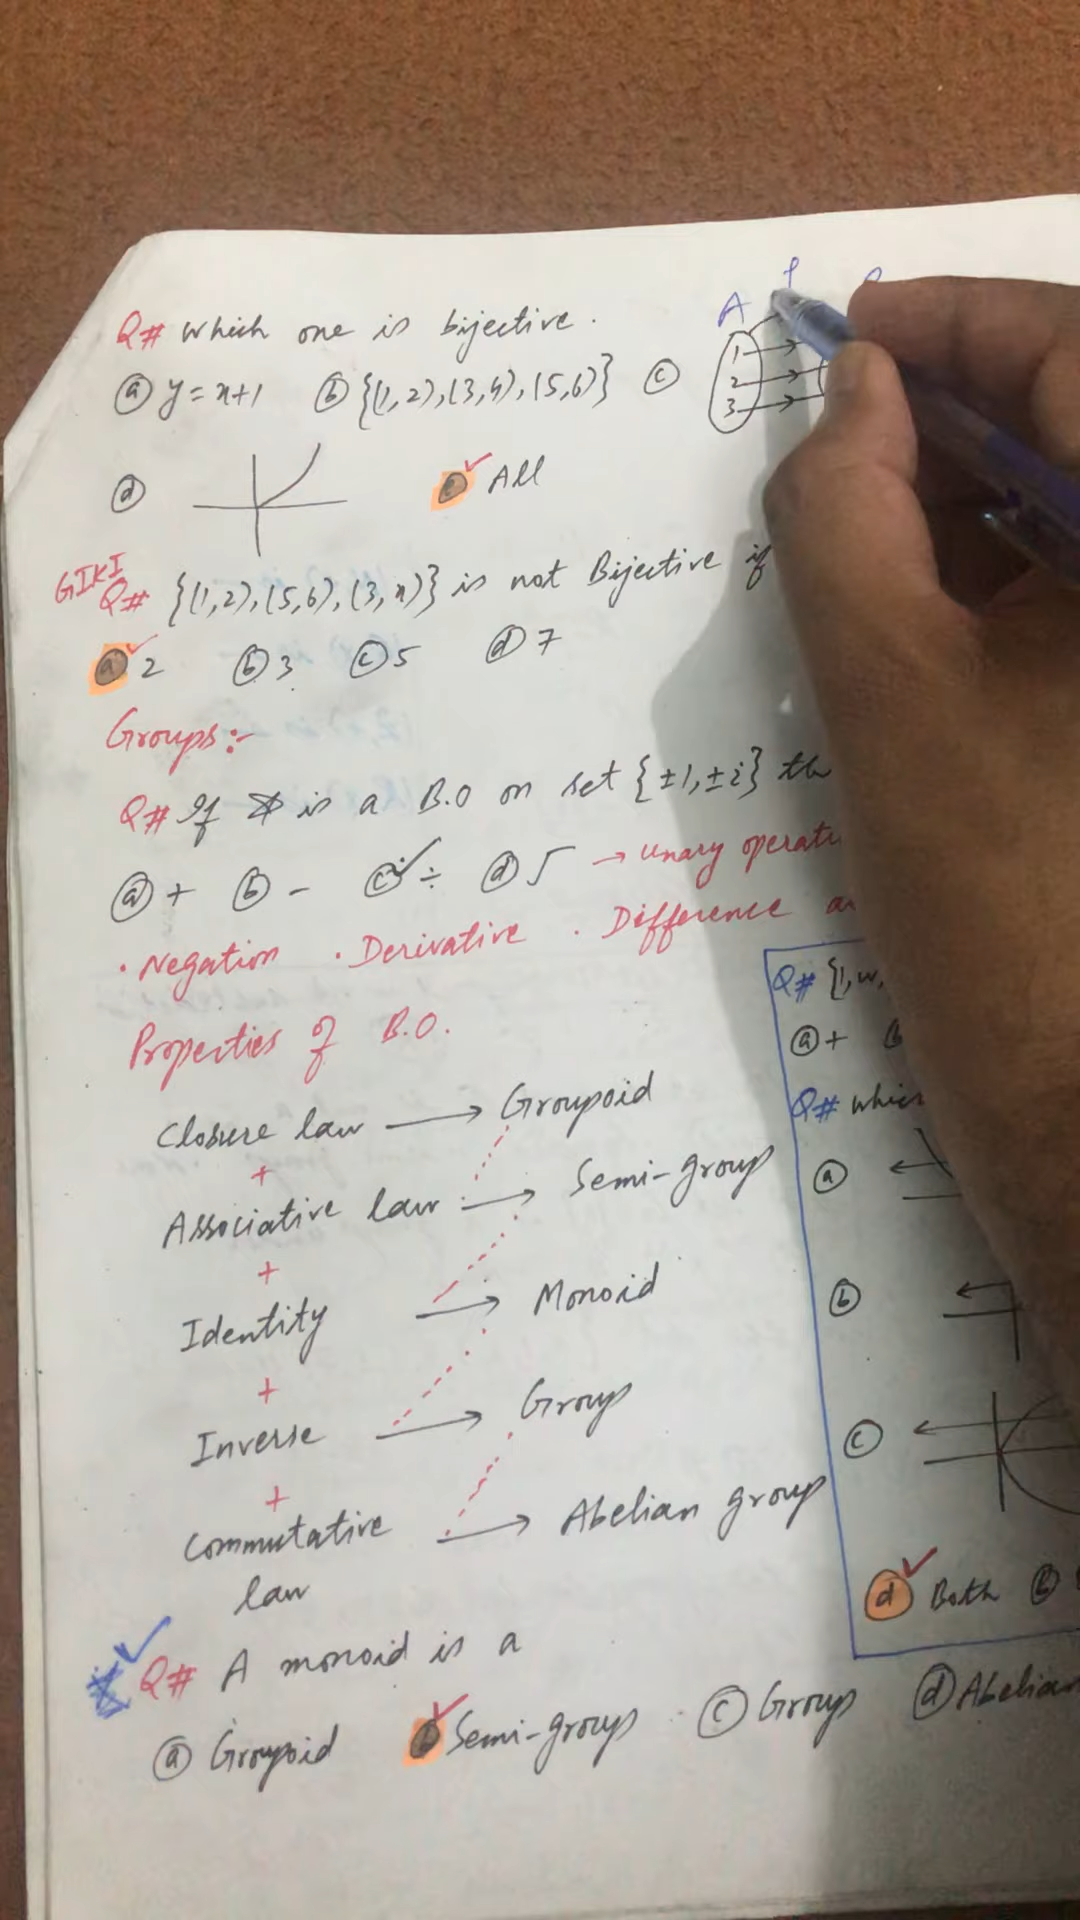 Q# Which one is bijective.
A
ⓐ y=x+1 ⓑ {(1,2),(3,4),(5,6)} ⓒ
1
2
3
ⓓ ⓔ All
GIKI
Q# {(1,2),(5,6),(3,x)} is not Bijective if
ⓐ 2 ⓑ 3 ⓒ 5 ⓓ 7
Groups:-
Q# If * is a B.O on set {±1,±i}
ⓐ + ⓑ - ⓒ ÷ ⓓ √ → unary
• Negation • Derivative • Difference
Properties of B.O.
Closure law → Groupoid
+
Associative law → Semi-group
+
Identity → Monoid
+
Inverse → Group
+
Commutative law → Abelian group
Q# {1,w,
ⓐ +
Q#
ⓐ
ⓑ
ⓒ
ⓓ Both ⓑ
Q# A monoid is a
ⓐ Groupoid ⓑ Semi-group ⓒ Group ⓓ Abelian